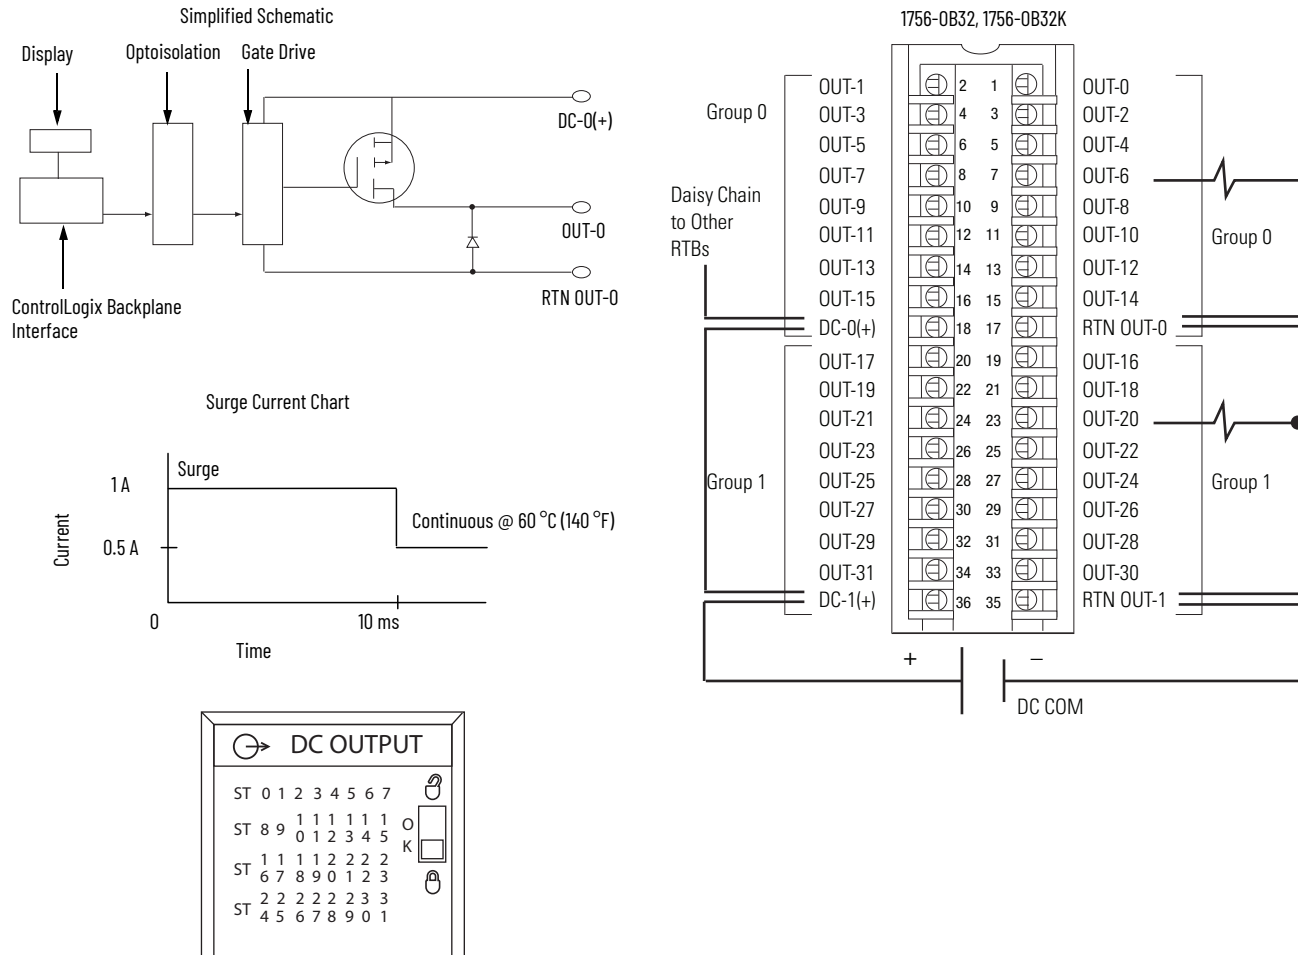 Simplified Schematic
Display
Optoisolation
Gate Drive
DC-0(+)
OUT-0
RTN OUT-0
ControlLogix Backplane
Interface
Surge Current Chart
Surge
1 A
Current
0.5 A
Continuous @ 60 °C (140 °F)
0
10 ms
Time
DC OUTPUT
ST 0 1 2 3 4 5 6 7
ST 8 9 10 11 12 13 14 15
ST 16 17 18 19 20 21 22 23
ST 24 25 26 27 28 29 30 31
O
K
1756-OB32, 1756-OB32K
Group 0
Daisy Chain
to Other
RTBs
Group 1
OUT-1 2 1 OUT-0
OUT-3 4 3 OUT-2
OUT-5 6 5 OUT-4
OUT-7 8 7 OUT-6
OUT-9 10 9 OUT-8
OUT-11 12 11 OUT-10
OUT-13 14 13 OUT-12
OUT-15 16 15 OUT-14
DC-0(+) 18 17 RTN OUT-0
OUT-17 20 19 OUT-16
OUT-19 22 21 OUT-18
OUT-21 24 23 OUT-20
OUT-23 26 25 OUT-22
OUT-25 28 27 OUT-24
OUT-27 30 29 OUT-26
OUT-29 32 31 OUT-28
OUT-31 34 33 OUT-30
DC-1(+) 36 35 RTN OUT-1
Group 0
Group 1
+ –
DC COM